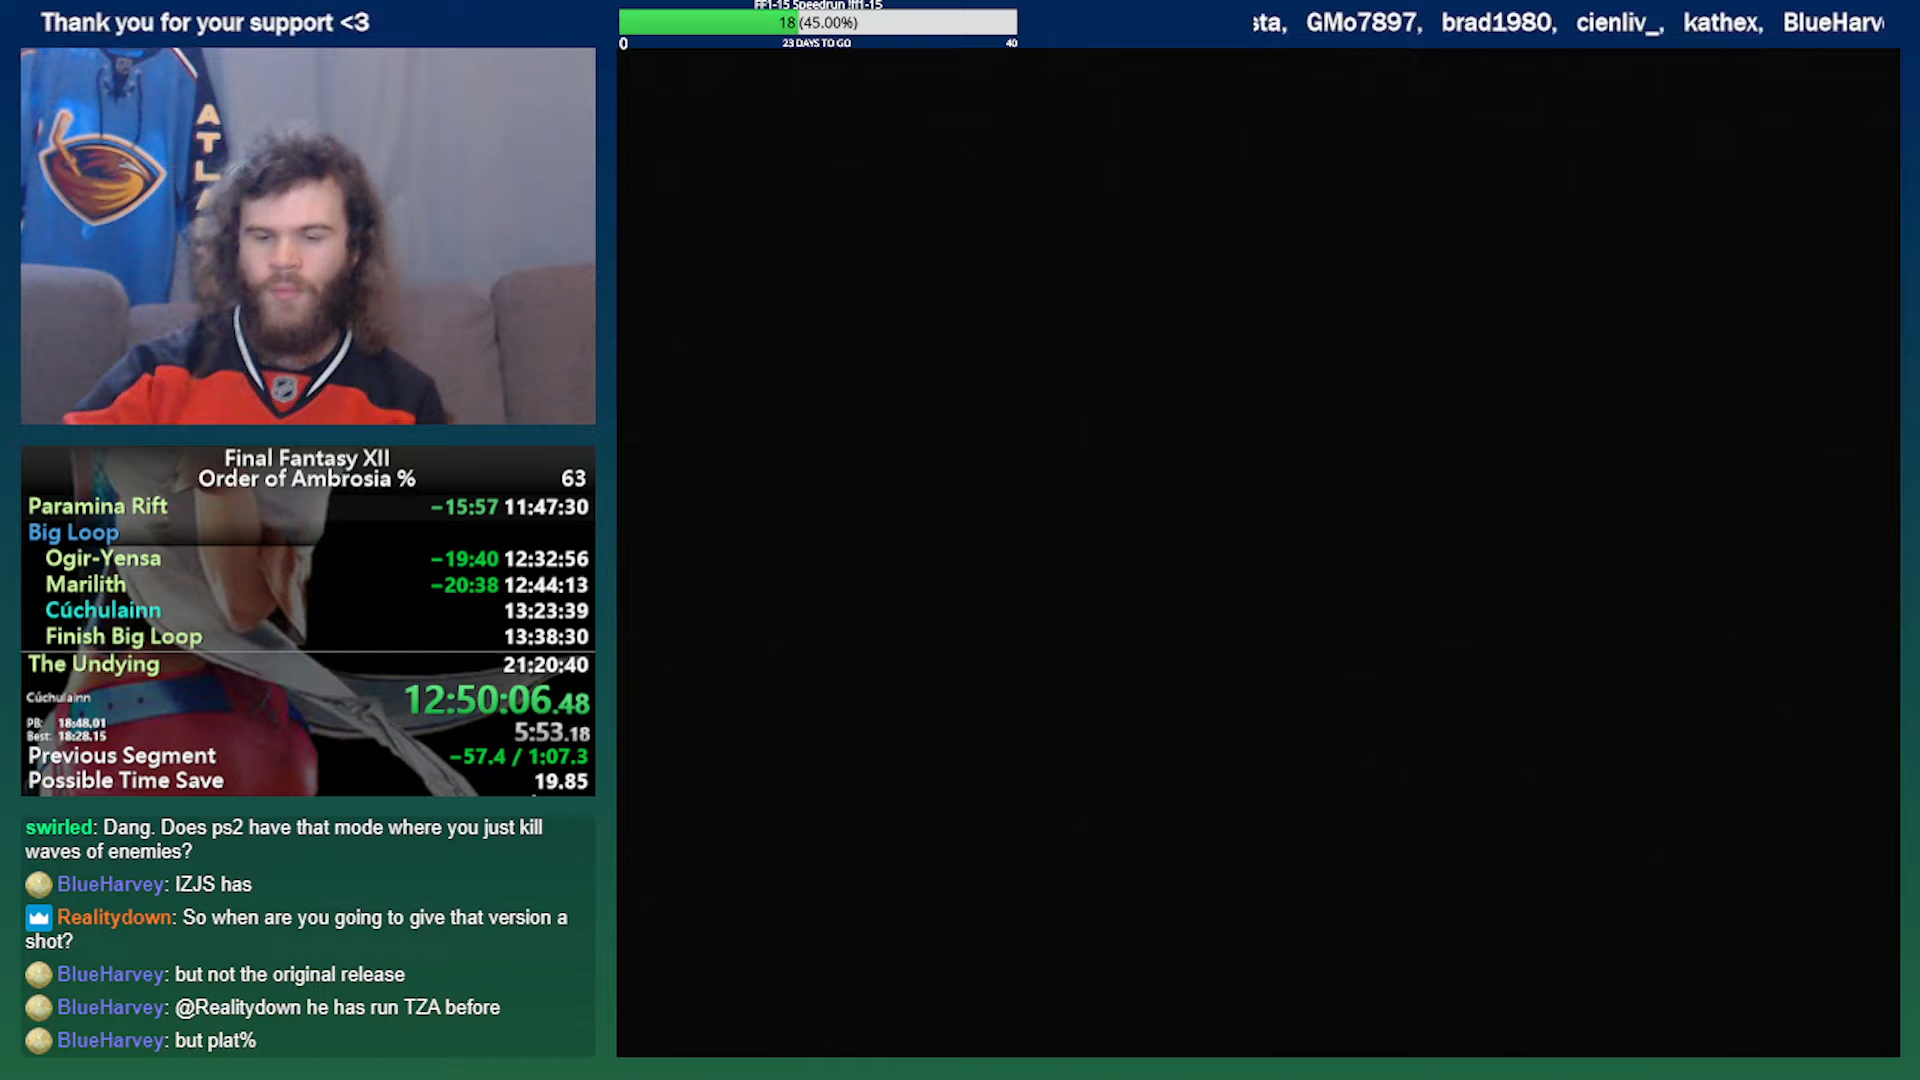 Thank you for your support <3
FF1-15 Speedrun !ff1-15
18 (45.00%)
0
23 DAYS TO GO
40
sta, GMo7897, brad1980, cienliv_, kathex, BlueHarv
ATLA
Final Fantasy XII
Order of Ambrosia % 63
Paramina Rift −15:57 11:47:30
Big Loop
Ogir-Yensa −19:40 12:32:56
Marilith −20:38 12:44:13
Cúchulainn 13:23:39
Finish Big Loop 13:38:30
The Undying 21:20:40
Cúchulainn 12:50:06.48
PB: 18:48.01
Best: 18:28.15 5:53.18
Previous Segment −57.4 / 1:07.3
Possible Time Save 19.85
swirled: Dang. Does ps2 have that mode where you just kill
waves of enemies?
BlueHarvey: IZJS has
Realitydown: So when are you going to give that version a
shot?
BlueHarvey: but not the original release
BlueHarvey: @Realitydown he has run TZA before
BlueHarvey: but plat%